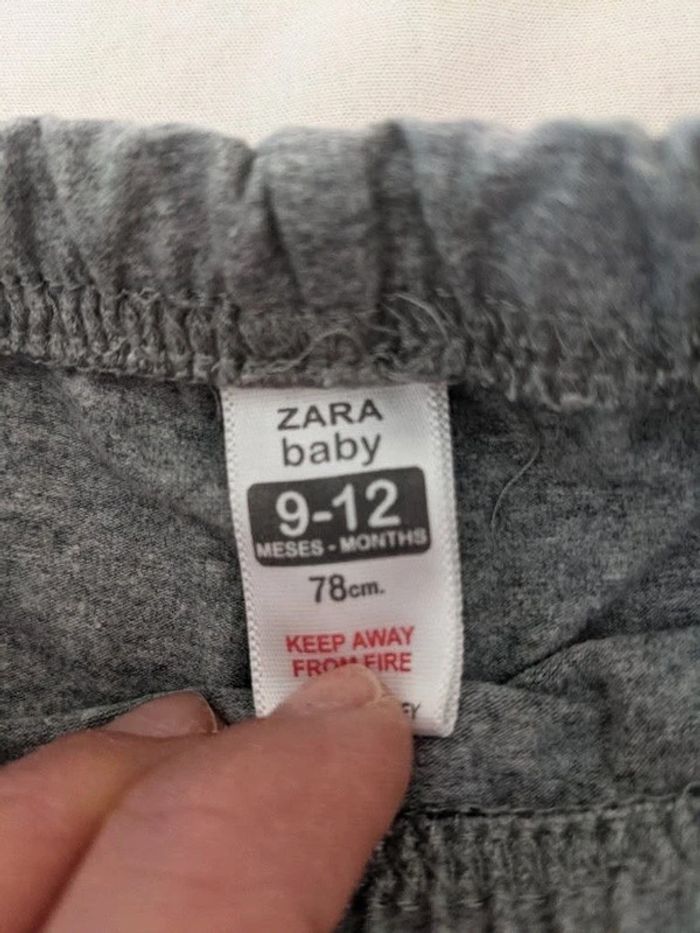 ZARA
baby
9-12
MESES - MONTHS
78cm.
KEEP AWAY
FROM FIRE